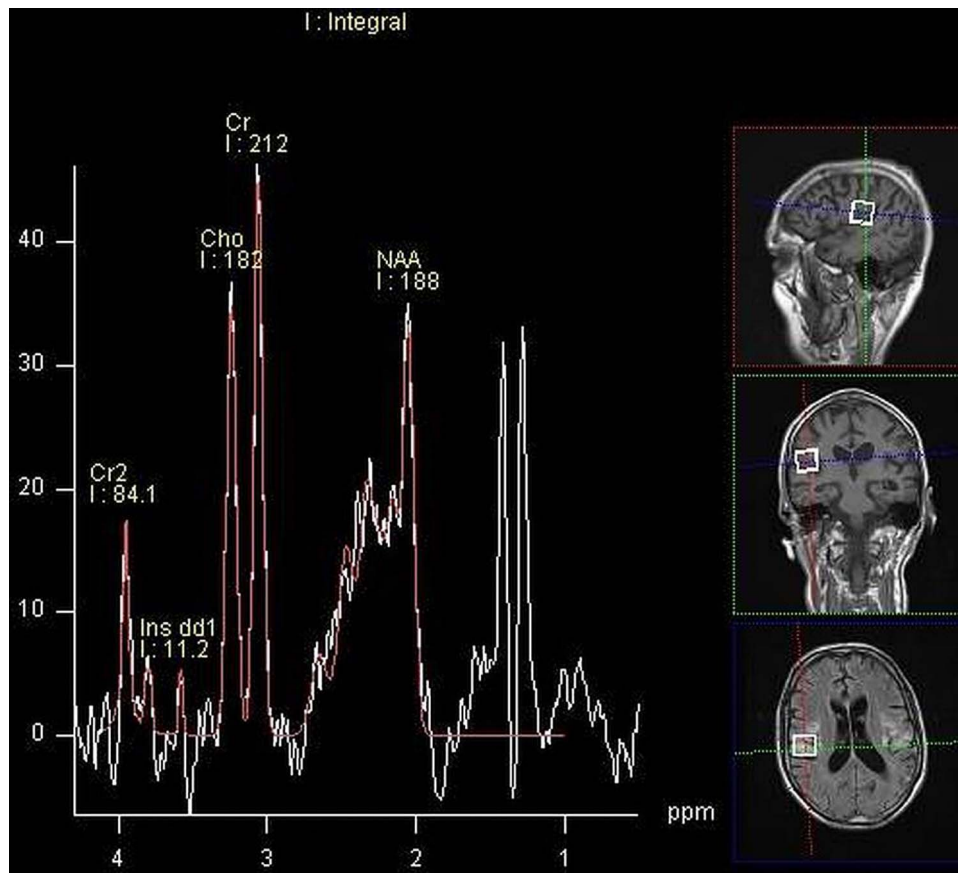 I : Integral
Cr
I : 212
Cho
I : 182
NAA
I : 188
Cr2
I : 84.1
Ins dd1
I : 11.2
40
30
20
10
0
ppm
4 3 2 1